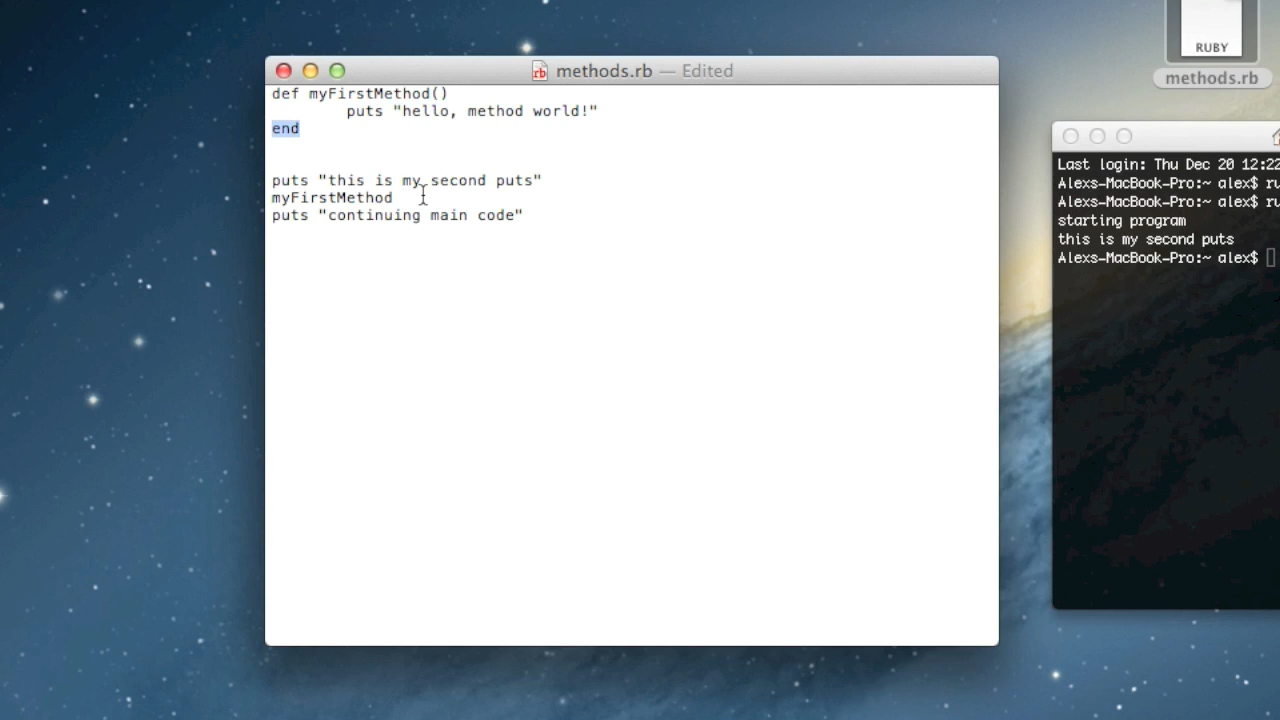 methods.rb — Edited
def myFirstMethod()
puts "hello, method world!"
end
puts "this is my second puts"
myFirstMethod
puts "continuing main code"
RUBY
methods.rb
Last login: Thu Dec 20 12:22
Alexs-MacBook-Pro:~ alex$ ru
Alexs-MacBook-Pro:~ alex$ ru
starting program
this is my second puts
Alexs-MacBook-Pro:~ alex$